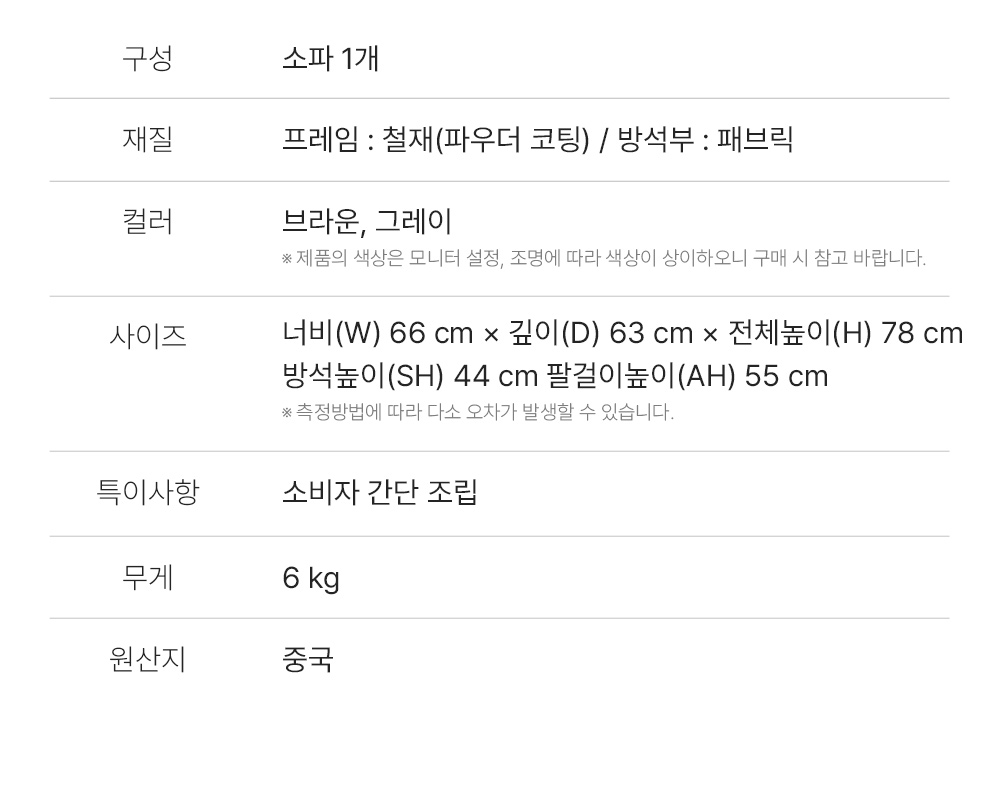 구성 소파 1개
재질 프레임 : 철재(파우더 코팅) / 방석부 : 패브릭
컬러 브라운, 그레이
※ 제품의 색상은 모니터 설정, 조명에 따라 색상이 상이하오니 구매 시 참고 바랍니다.
사이즈 너비(W) 66 cm × 깊이(D) 63 cm × 전체높이(H) 78 cm
방석높이(SH) 44 cm 팔걸이높이(AH) 55 cm
※ 측정방법에 따라 다소 오차가 발생할 수 있습니다.
특이사항 소비자 간단 조립
무게 6 kg
원산지 중국